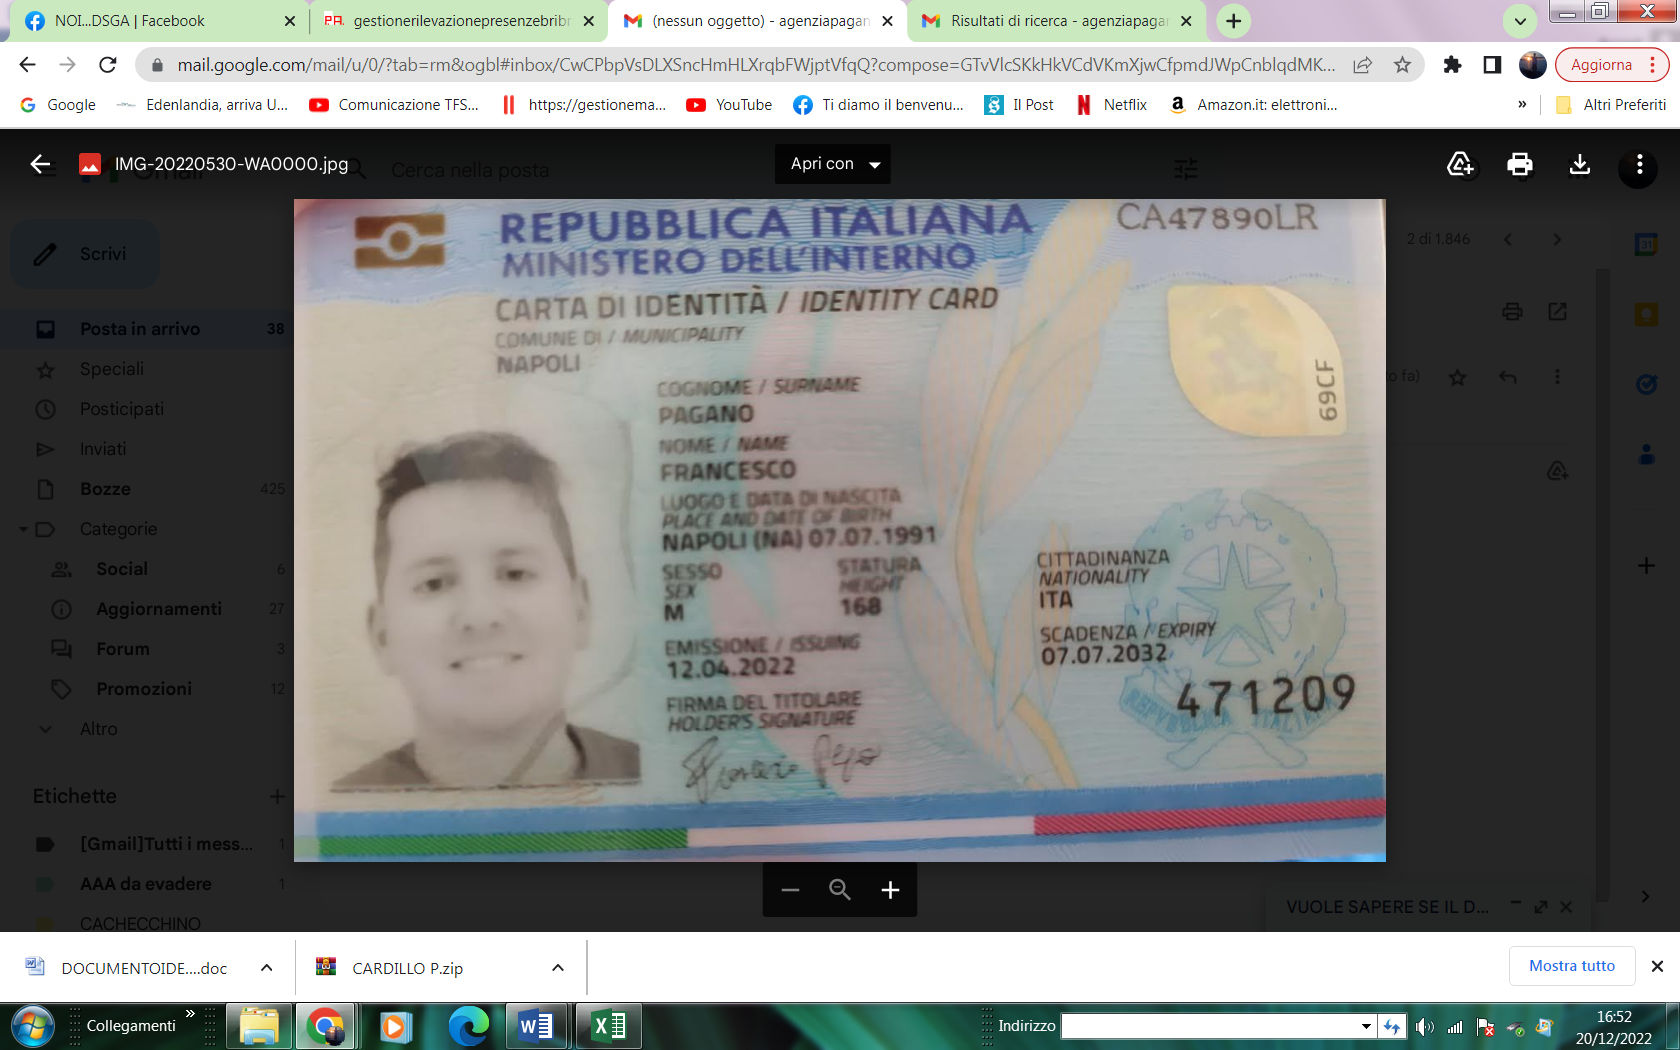 NOI...DSGA | Facebook
gestionerilevazionepresenzebribr
(nessun oggetto) - agenziapagan
Risultati di ricerca - agenziapagan
mail.google.com/mail/u/0/?tab=rm&ogbl#inbox/CwCPbpVsDLXSncHmHLXrqbFWjptVfqQ?compose=GTvVlcSKkHkVCdVKmXjwCfpmdJWpCnblqdMK...
Aggiorna
Google
Edenlandia, arriva U...
Comunicazione TFS...
https://gestionema...
YouTube
Ti diamo il benvenu...
Il Post
Netflix
Amazon.it: elettroni...
»
Altri Preferiti
IMG-20220530-WA0000.jpg
Cerca nella posta
Apri con
Scrivi
2 di 1.846
Posta in arrivo 38
Speciali
Posticipati
Inviati
Bozze 425
Categorie
Social 6
Aggiornamenti 27
Forum 3
Promozioni 12
Altro
Etichette
[Gmail]Tutti i mess... 1
AAA da evadere 1
CACHECCHINO
REPUBBLICA ITALIANA
CA47890LR
MINISTERO DELL'INTERNO
CARTA DI IDENTITÀ / IDENTITY CARD
COMUNE DI / MUNICIPALITY
NAPOLI
69CF
COGNOME / SURNAME
PAGANO
NOME / NAME
FRANCESCO
LUOGO E DATA DI NASCITA
PLACE AND DATE OF BIRTH
NAPOLI (NA) 07.07.1991
SESSO
SEX
M
STATURA
HEIGHT
168
CITTADINANZA
NATIONALITY
ITA
EMISSIONE / ISSUING
12.04.2022
SCADENZA / EXPIRY
07.07.2032
FIRMA DEL TITOLARE
HOLDER'S SIGNATURE
471209
to fa)
31
VUOLE SAPERE SE IL D...
DOCUMENTOIDE....doc
CARDILLO P.zip
Mostra tutto
Collegamenti
»
Indirizzo
16:52
20/12/2022